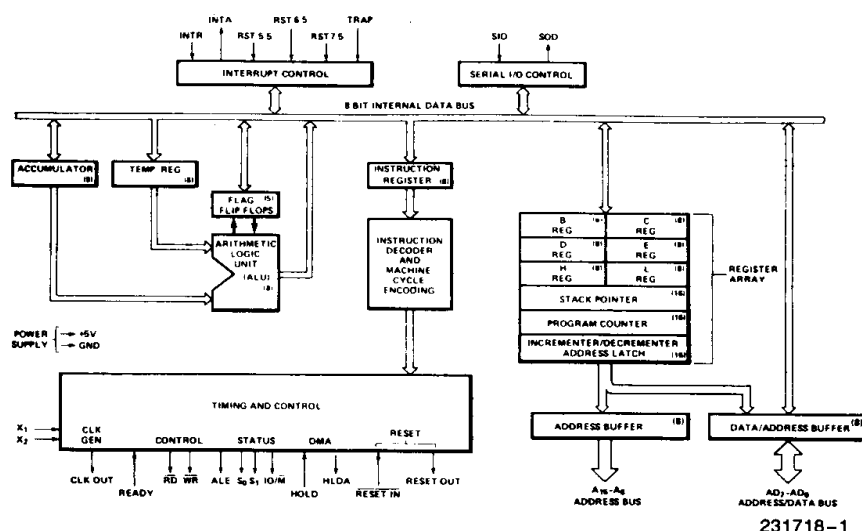 INTA RST 6 5 TRAP
INTR RST 5 5 RST 7 5
SID SOD
INTERRUPT CONTROL
SERIAL I/O CONTROL
8 BIT INTERNAL DATA BUS
ACCUMULATOR (8)
TEMP REG (8)
FLAG (5)
FLIP FLOPS
ARITHMETIC
LOGIC
UNIT
(ALU)
(8)
INSTRUCTION
REGISTER (8)
INSTRUCTION
DECODER
AND
MACHINE
CYCLE
ENCODING
B REG (8) C REG (8)
D REG (8) E REG (8)
H REG (8) L REG (8)
STACK POINTER (16)
PROGRAM COUNTER (16)
INCREMENTER/DECREMENTER
ADDRESS LATCH (16)
REGISTER
ARRAY
POWER
SUPPLY
+5V
GND
TIMING AND CONTROL
X1
X2
CLK
GEN
CONTROL
STATUS
DMA
RESET
CLK OUT
READY
RD WR
ALE S0 S1 IO/M
HOLD
HLDA
RESET IN
RESET OUT
ADDRESS BUFFER (8)
DATA/ADDRESS BUFFER (8)
A15-A8
ADDRESS BUS
AD7-AD0
ADDRESS/DATA BUS
231718-1